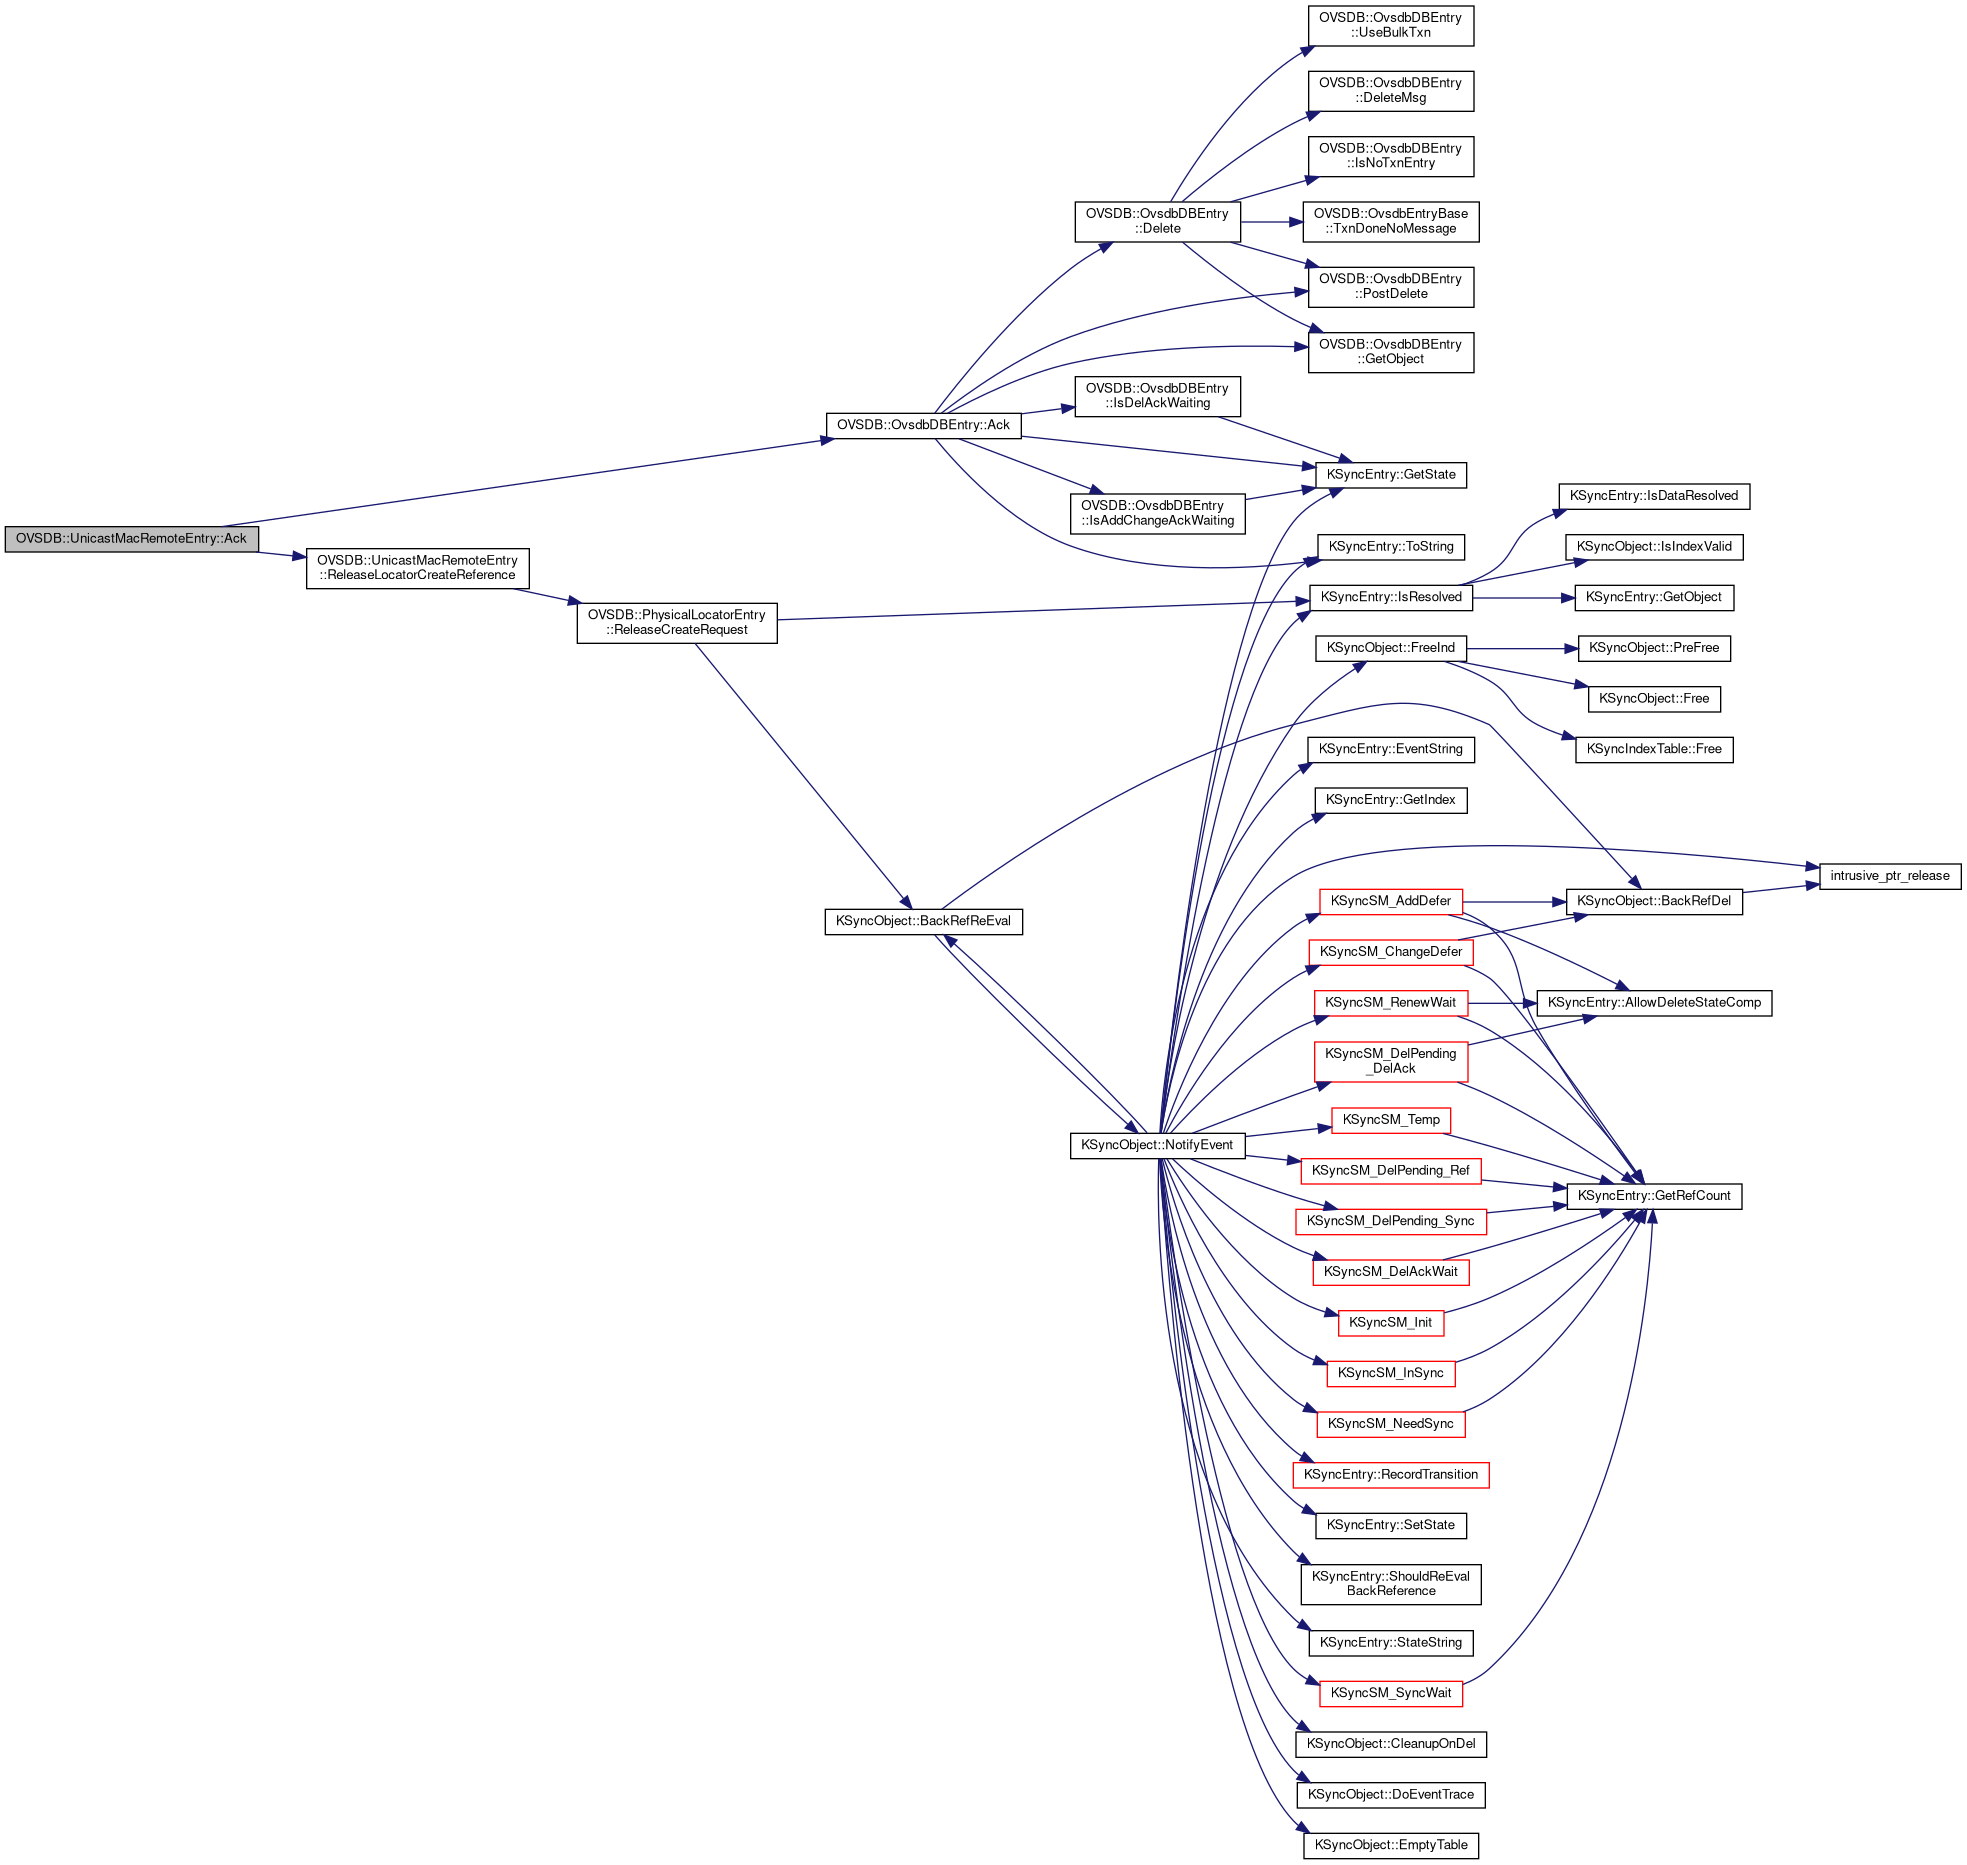 OVSDB::UnicastMacRemoteEntry::Ack
OVSDB::OvsdbDBEntry::Ack
OVSDB::UnicastMacRemoteEntry
::ReleaseLocatorCreateReference
OVSDB::PhysicalLocatorEntry
::ReleaseCreateRequest
KSyncObject::BackRefReEval
OVSDB::OvsdbDBEntry
::Delete
OVSDB::OvsdbDBEntry
::IsDelAckWaiting
OVSDB::OvsdbDBEntry
::IsAddChangeAckWaiting
KSyncObject::NotifyEvent
OVSDB::OvsdbDBEntry
::UseBulkTxn
OVSDB::OvsdbDBEntry
::DeleteMsg
OVSDB::OvsdbDBEntry
::IsNoTxnEntry
OVSDB::OvsdbEntryBase
::TxnDoneNoMessage
OVSDB::OvsdbDBEntry
::PostDelete
OVSDB::OvsdbDBEntry
::GetObject
KSyncEntry::GetState
KSyncEntry::ToString
KSyncEntry::IsResolved
KSyncObject::FreeInd
KSyncEntry::EventString
KSyncEntry::GetIndex
KSyncSM_AddDefer
KSyncSM_ChangeDefer
KSyncSM_RenewWait
KSyncSM_DelPending
_DelAck
KSyncSM_Temp
KSyncSM_DelPending_Ref
KSyncSM_DelPending_Sync
KSyncSM_DelAckWait
KSyncSM_Init
KSyncSM_InSync
KSyncSM_NeedSync
KSyncEntry::RecordTransition
KSyncEntry::SetState
KSyncEntry::ShouldReEval
BackReference
KSyncEntry::StateString
KSyncSM_SyncWait
KSyncObject::CleanupOnDel
KSyncObject::DoEventTrace
KSyncObject::EmptyTable
KSyncEntry::IsDataResolved
KSyncObject::IsIndexValid
KSyncEntry::GetObject
KSyncObject::PreFree
KSyncObject::Free
KSyncIndexTable::Free
KSyncObject::BackRefDel
KSyncEntry::AllowDeleteStateComp
KSyncEntry::GetRefCount
intrusive_ptr_release